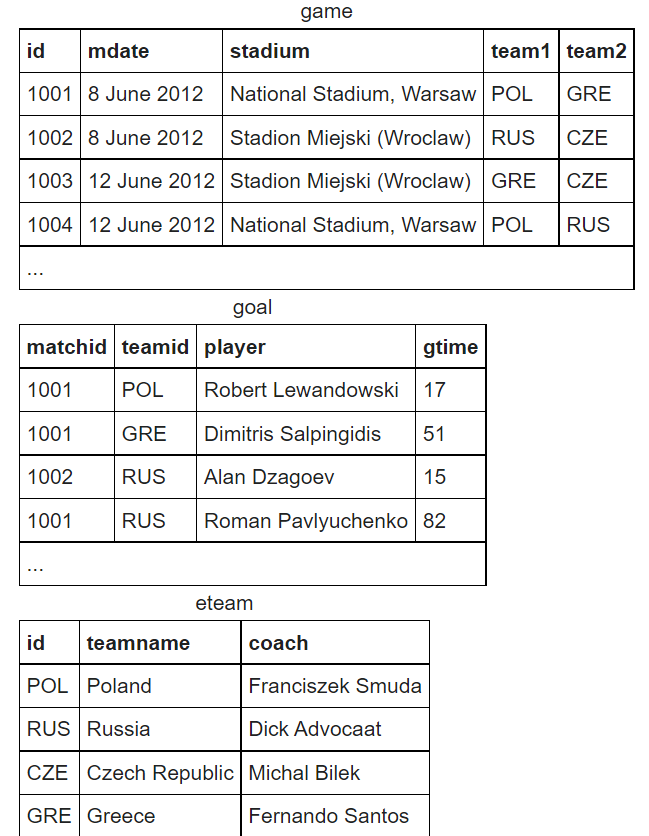 game
id mdate stadium team1 team2
1001 8 June 2012 National Stadium, Warsaw POL GRE
1002 8 June 2012 Stadion Miejski (Wroclaw) RUS CZE
1003 12 June 2012 Stadion Miejski (Wroclaw) GRE CZE
1004 12 June 2012 National Stadium, Warsaw POL RUS
...
goal
matchid teamid player gtime
1001 POL Robert Lewandowski 17
1001 GRE Dimitris Salpingidis 51
1002 RUS Alan Dzagoev 15
1001 RUS Roman Pavlyuchenko 82
...
eteam
id teamname coach
POL Poland Franciszek Smuda
RUS Russia Dick Advocaat
CZE Czech Republic Michal Bilek
GRE Greece Fernando Santos